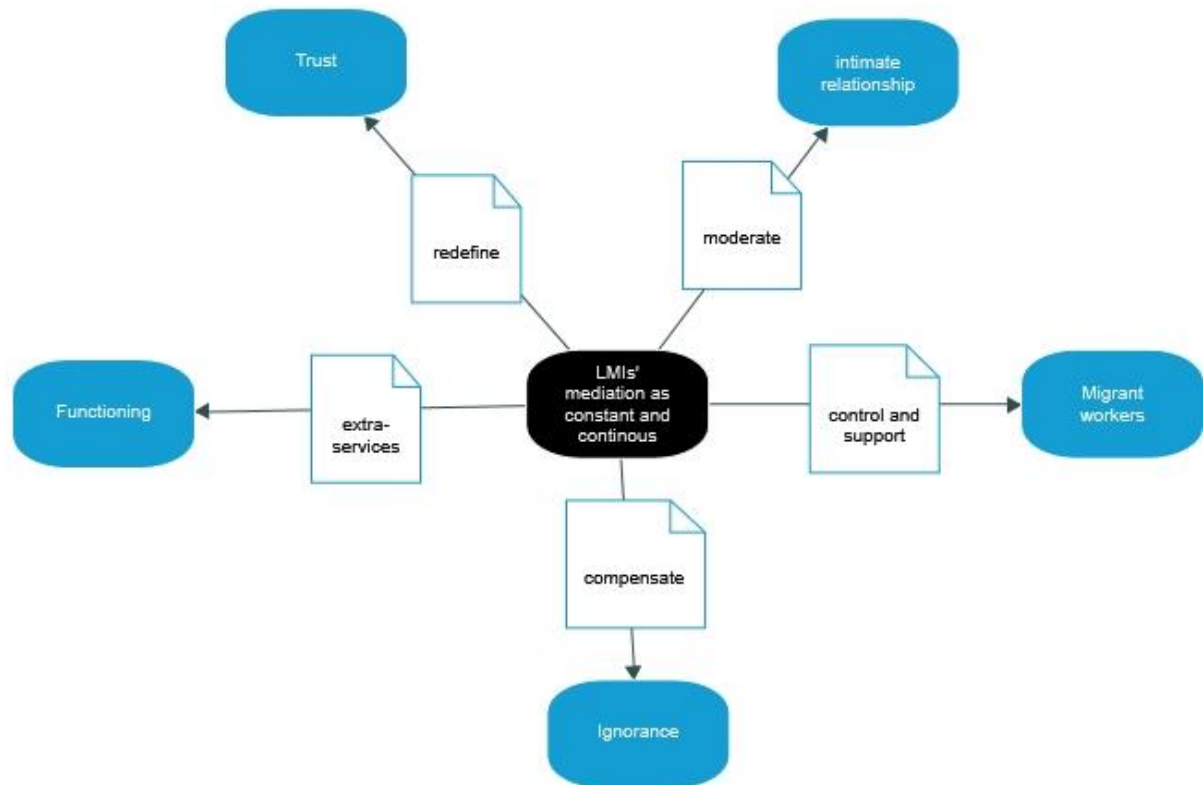 Trust
intimate
relationship
redefine
moderate
LMIs'
mediation as
constant and
continous
Functioning
extra-
services
control and
support
Migrant
workers
compensate
Ignorance